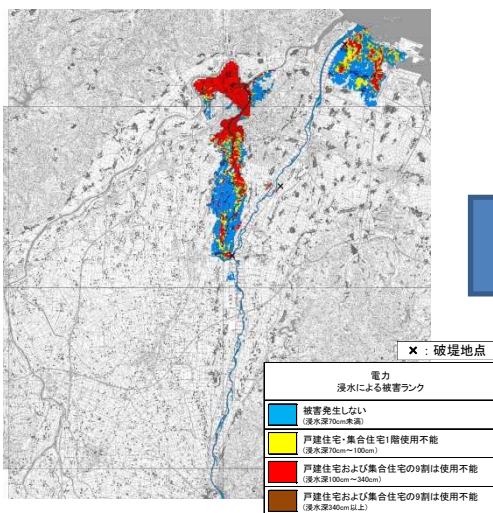 ×：破堤地点
電力
浸水による被害ランク
被害発生しない
(浸水深70cm未満)
戸建住宅・集合住宅1階使用不能
(浸水深70cm～100cm)
戸建住宅および集合住宅の9割は使用不能
(浸水深100cm～340cm)
戸建住宅および集合住宅の9割は使用不能
(浸水深340cm以上)